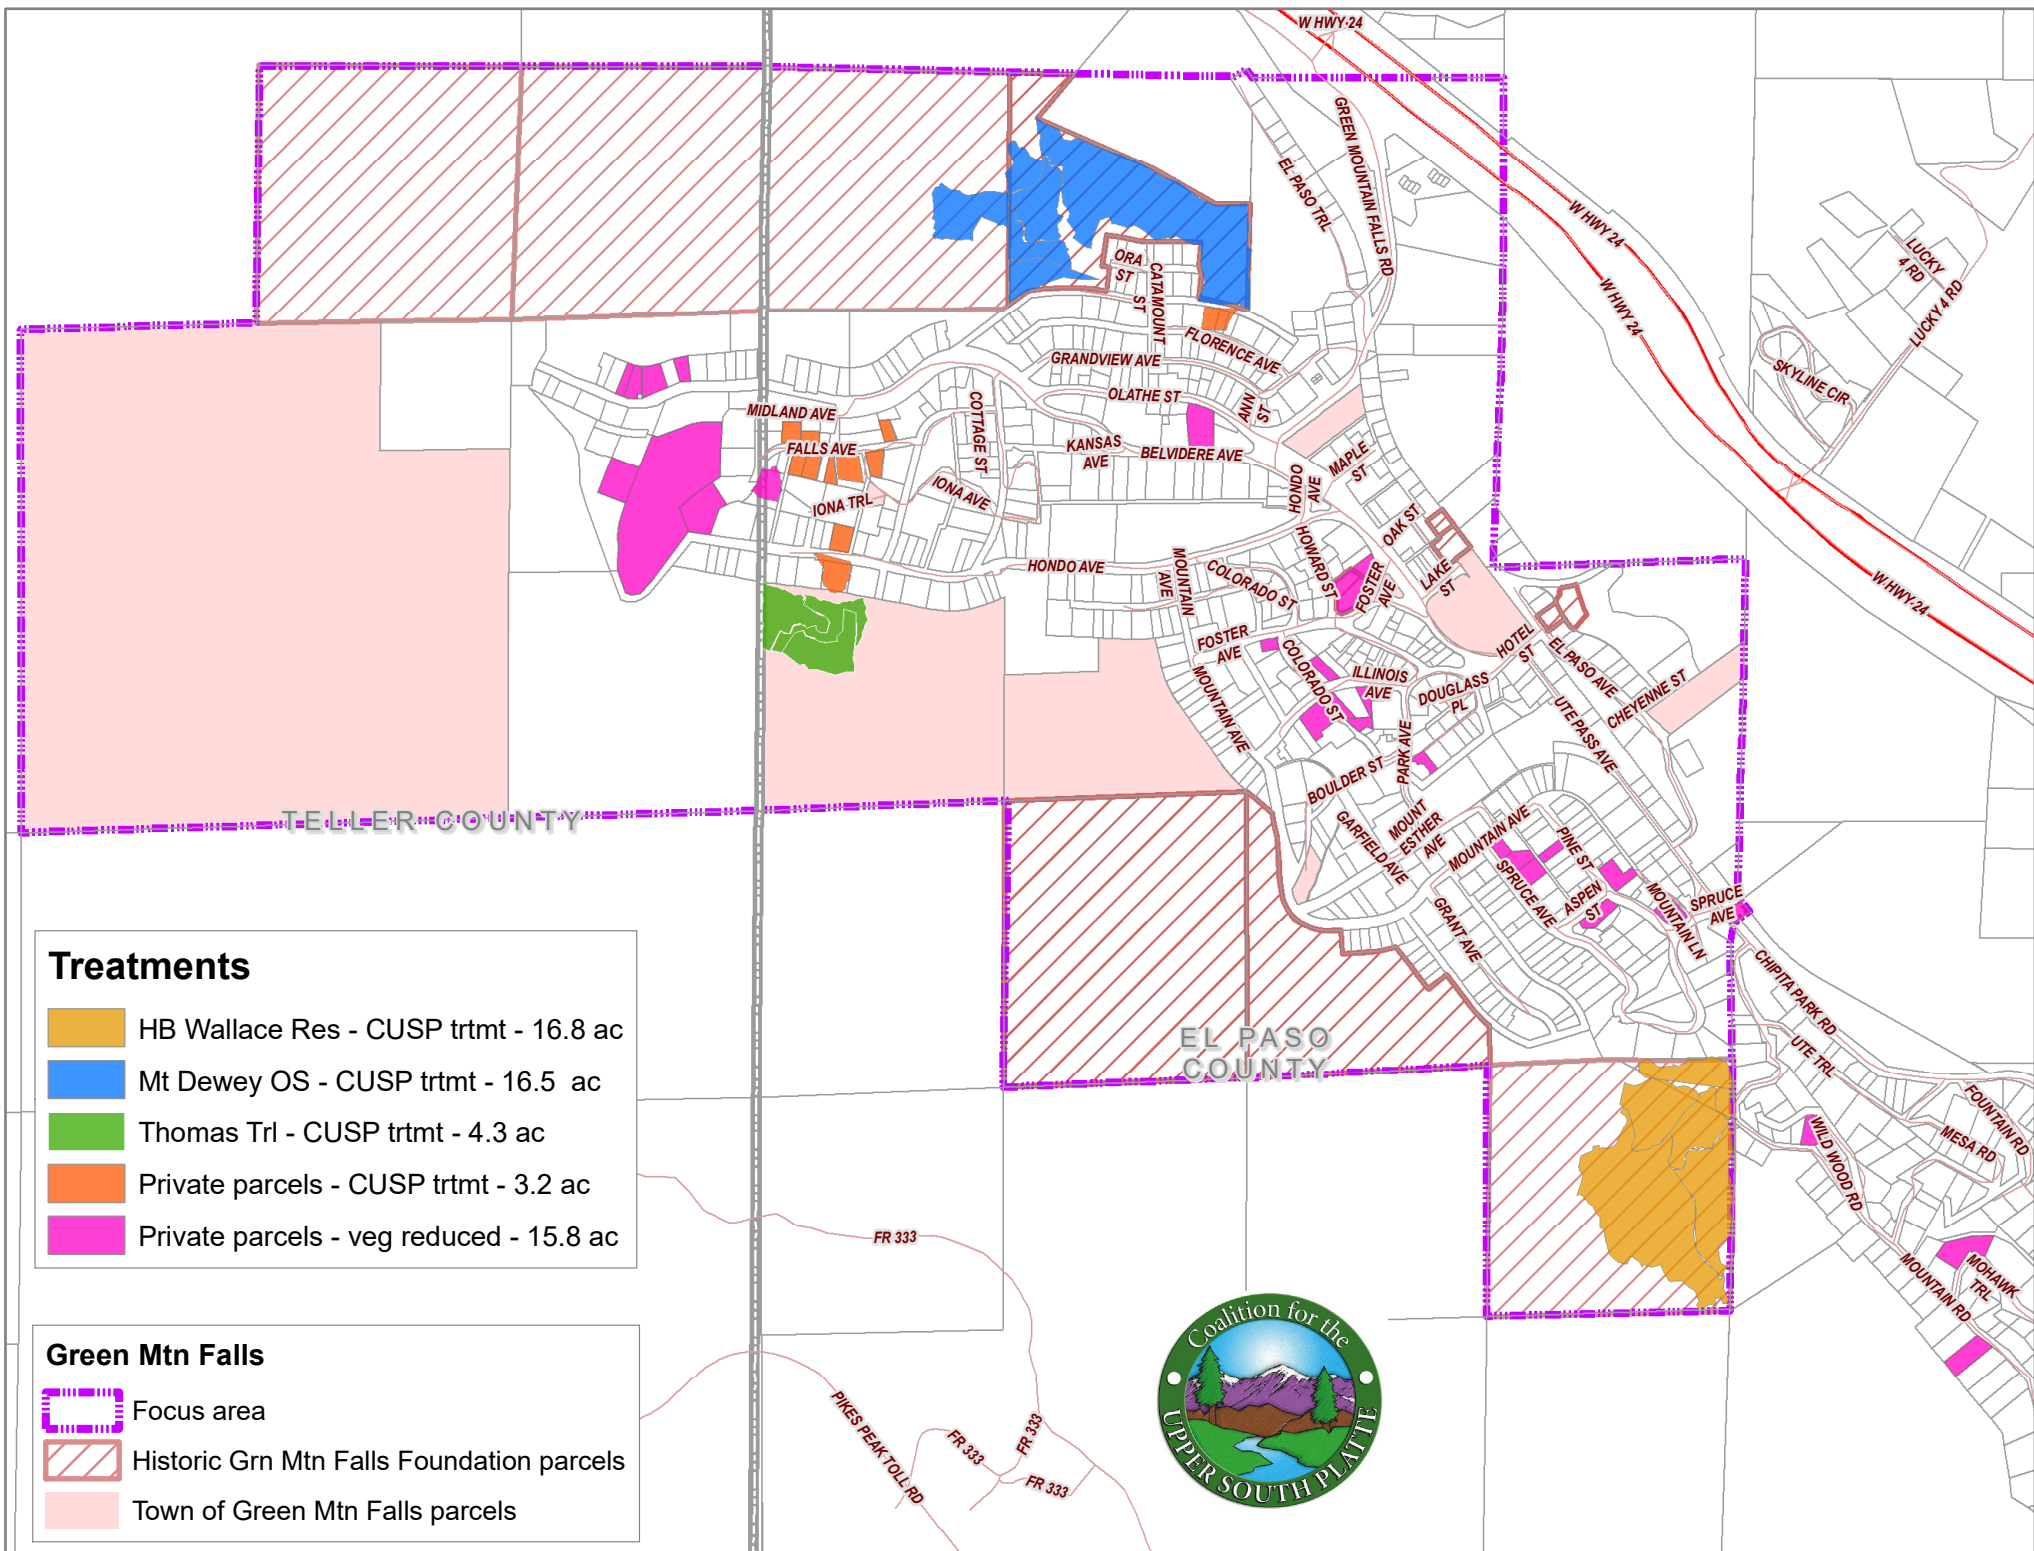 W HWY 24
GREEN MOUNTAIN FALLS RD
EL PASO TRL
W HWY 24
W HWY 24
LUCKY
4 RD
LUCKY 4 RD
SKYLINE CIR
ORA
ST
CATAMOUNT
ST
FLORENCE AVE
GRANDVIEW AVE
OLATHE ST
ANN
ST
MIDLAND AVE
FALLS AVE
COTTAGE ST
KANSAS
AVE
BELVIDERE AVE
MAPLE
ST
HONDO
AVE
IONA TRL
IONA AVE
OAK ST
HONDO AVE
MOUNTAIN
AVE
COLORADO ST
HOWARD ST
FOSTER
AVE
LAKE
ST
W HWY 24
FOSTER
AVE
HOTEL
ST
EL PASO AVE
COLORADO ST
ILLINOIS
AVE
DOUGLASS
PL
CHEYENNE ST
MOUNTAIN AVE
UTE PASS AVE
PARK AVE
BOULDER ST
TELLER COUNTY
GARFIELD AVE
MOUNT
ESTHER
AVE
MOUNTAIN AVE
PINE ST
SPRUCE AVE
ASPEN
ST
MOUNTAIN LN
SPRUCE
AVE
GRANT AVE
CHIPITA PARK RD
UTE TRL
EL PASO
COUNTY
FOUNTAIN RD
MESA RD
WILD WOOD RD
MOUNTAIN RD
MOHAWK
TRL
Treatments
HB Wallace Res - CUSP trtmt - 16.8 ac
Mt Dewey OS - CUSP trtmt - 16.5 ac
Thomas Trl - CUSP trtmt - 4.3 ac
Private parcels - CUSP trtmt - 3.2 ac
Private parcels - veg reduced - 15.8 ac
FR 333
PIKES PEAK TOLL RD
FR 333
FR 333
FR 333
Green Mtn Falls
Focus area
Historic Grn Mtn Falls Foundation parcels
Town of Green Mtn Falls parcels
Coalition for the
UPPER SOUTH PLATTE